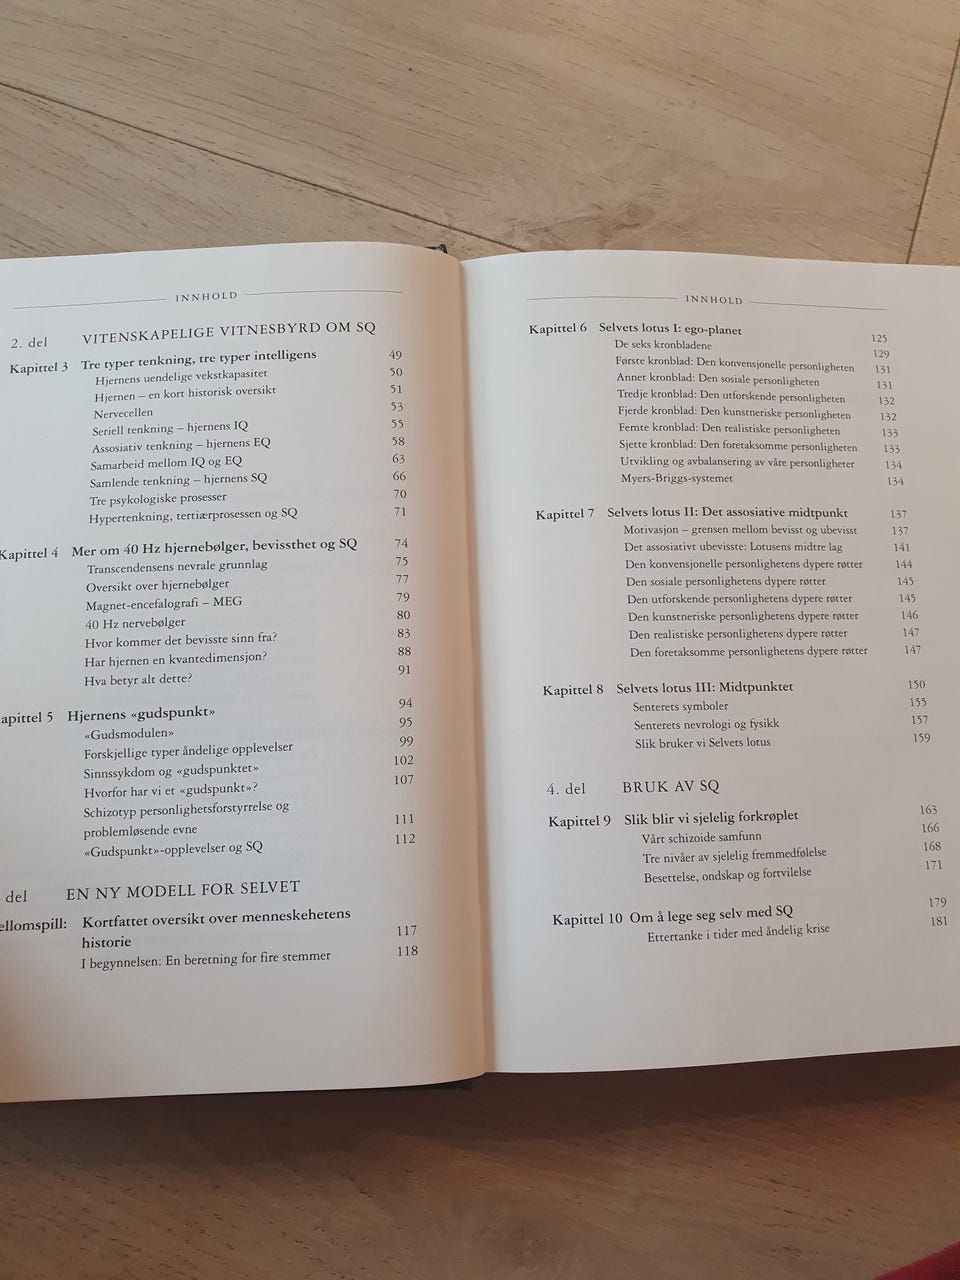 INNHOLD
2. del VITENSKAPELIGE VITNESBYRD OM SQ
Kapittel 3 Tre typer tenkning, tre typer intelligens 49
Hjernens uendelige vekstkapasitet 50
Hjernen – en kort historisk oversikt 51
Nervecellen 53
Seriell tenkning – hjernens IQ 55
Assosiativ tenkning – hjernens EQ 58
Samarbeid mellom IQ og EQ 63
Samlende tenkning – hjernens SQ 66
Tre psykologiske prosesser 70
Hypertenkning, tertiærprosessen og SQ 71
Kapittel 4 Mer om 40 Hz hjernebølger, bevissthet og SQ 74
Transcendensens nevrale grunnlag 75
Oversikt over hjernebølger 77
Magnet-encefalografi – MEG 79
40 Hz nervebølger 80
Hvor kommer det bevisste sinn fra? 83
Har hjernen en kvantedimensjon? 88
Hva betyr alt dette? 91
apittel 5 Hjernens «gudspunkt» 94
«Gudsmodulen» 95
Forskjellige typer åndelige opplevelser 99
Sinnssykdom og «gudspunktet» 102
Hvorfor har vi et «gudspunkt»? 107
Schizotyp personlighetsforstyrrelse og
problemløsende evne 111
«Gudspunkt»-opplevelser og SQ 112
del EN NY MODELL FOR SELVET
ellomspill: Kortfattet oversikt over menneskehetens
historie 117
I begynnelsen: En beretning for fire stemmer 118
INNHOLD
Kapittel 6 Selvets lotus I: ego-planet 125
De seks kronbladene 129
Første kronblad: Den konvensjonelle personligheten 131
Annet kronblad: Den sosiale personligheten 131
Tredje kronblad: Den utforskende personligheten 132
Fjerde kronblad: Den kunstneriske personligheten 132
Femte kronblad: Den realistiske personligheten 133
Sjette kronblad: Den foretaksomme personligheten 133
Utvikling og avbalansering av våre personligheter 134
Myers-Briggs-systemet 134
Kapittel 7 Selvets lotus II: Det assosiative midtpunkt 137
Motivasjon – grensen mellom bevisst og ubevisst 137
Det assosiativt ubevisste: Lotusens midtre lag 141
Den konvensjonelle personlighetens dypere røtter 144
Den sosiale personlighetens dypere røtter 145
Den utforskende personlighetens dypere røtter 145
Den kunstneriske personlighetens dypere røtter 146
Den realistiske personlighetens dypere røtter 147
Den foretaksomme personlighetens dypere røtter 147
Kapittel 8 Selvets lotus III: Midtpunktet 150
Senterets symboler 155
Senterets nevrologi og fysikk 157
Slik bruker vi Selvets lotus 159
4. del BRUK AV SQ
Kapittel 9 Slik blir vi sjelelig forkrøplet 163
Vårt schizoide samfunn 166
Tre nivåer av sjelelig fremmedfølelse 168
Besettelse, ondskap og fortvilelse 171
Kapittel 10 Om å lege seg selv med SQ 179
Ettertanke i tider med åndelig krise 181